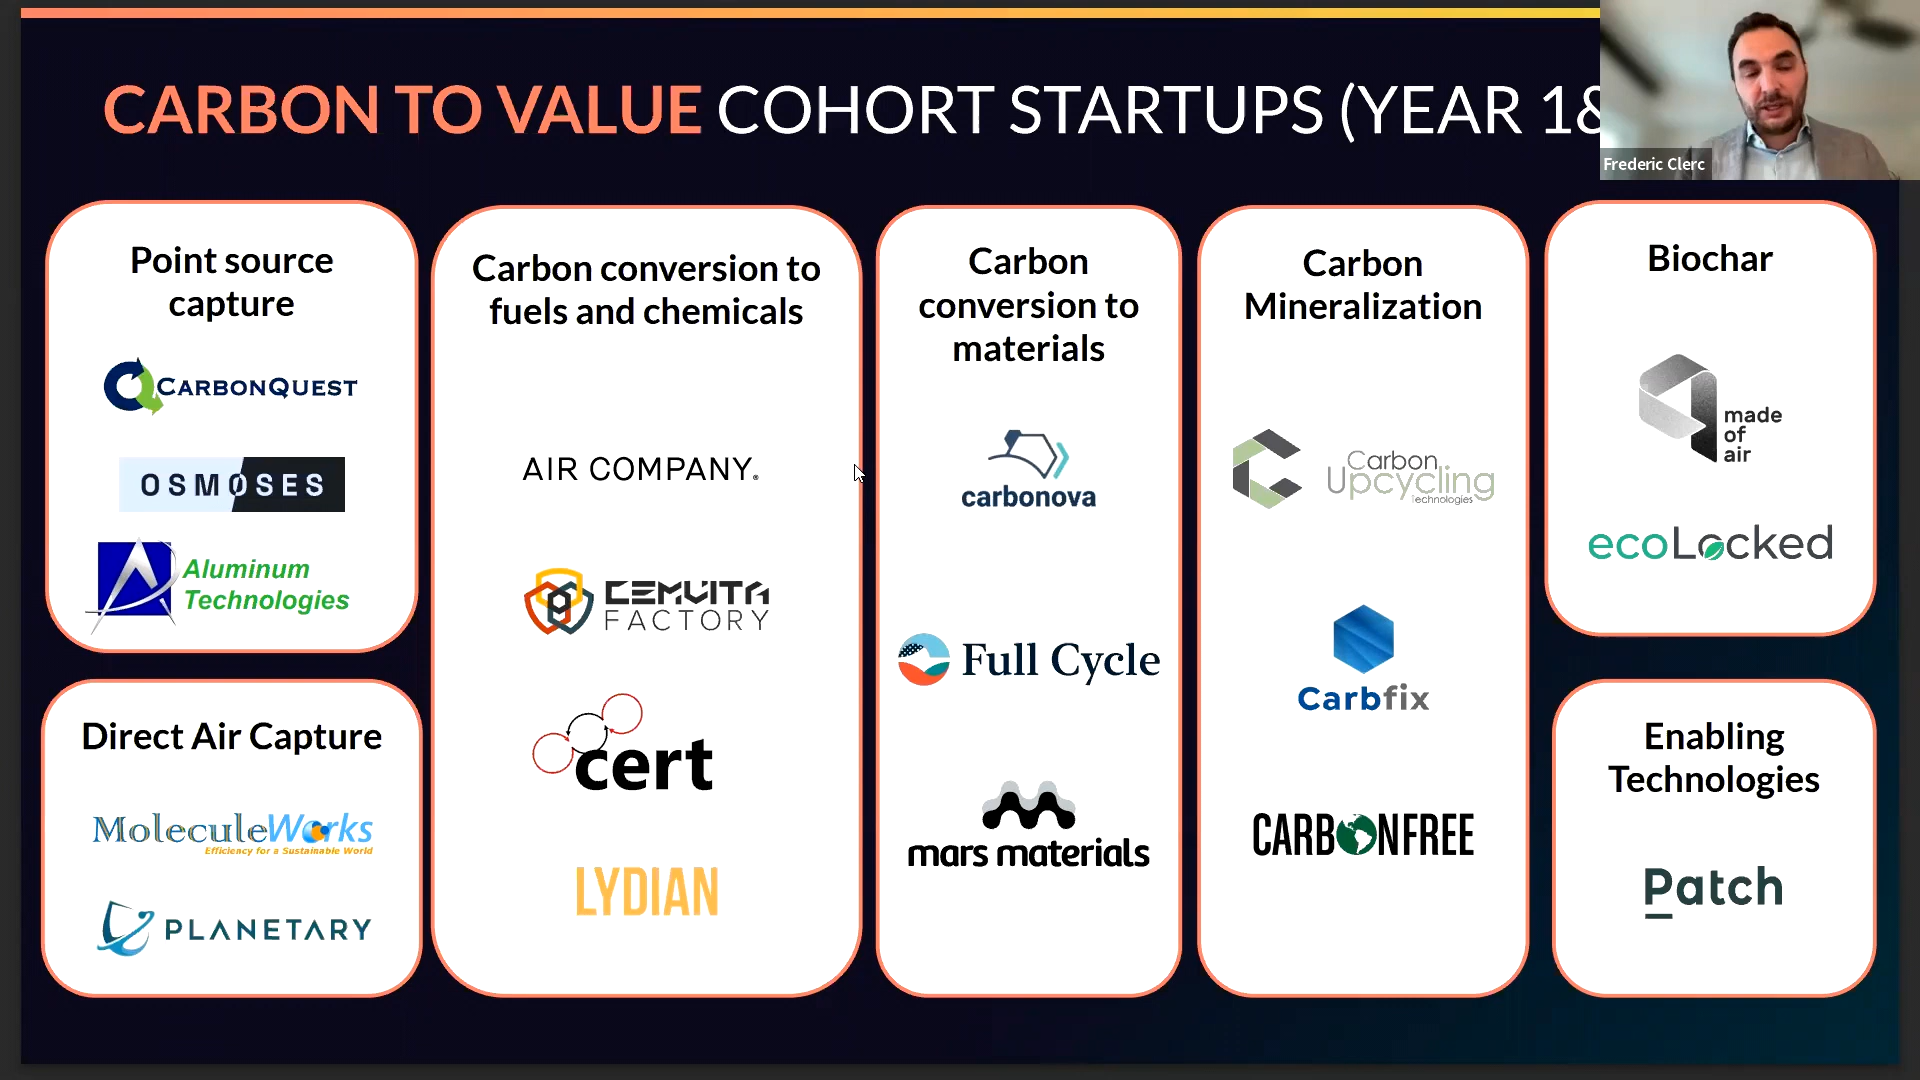 CARBON TO VALUE COHORT STARTUPS (YEAR 1&
Frederic Clerc
Point source
capture
CARBONQUEST
OSMOSES
Aluminum
Technologies
Direct Air Capture
MoleculeWorks
Efficiency for a Sustainable World
PLANETARY
Carbon conversion to
fuels and chemicals
AIR COMPANY.
CEMVITA
FACTORY
cert
LYDIAN
Carbon
conversion to
materials
carbonova
Full Cycle
mars materials
Carbon
Mineralization
Carbon
Upcycling
Technologies
Carbfix
CARBONFREE
Biochar
made
of
air
ecoLocked
Enabling
Technologies
Patch